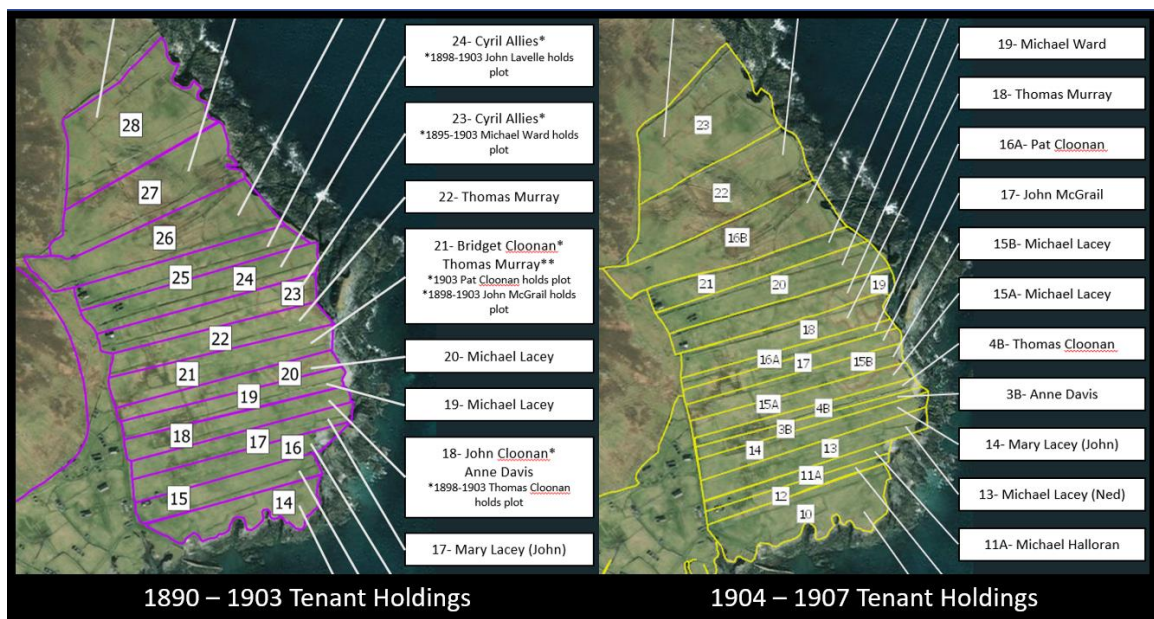 24- Cyril Allies*
*1898-1903 John Lavelle holds
plot
23- Cyril Allies*
*1895-1903 Michael Ward holds
plot
22- Thomas Murray
21- Bridget Cloonan*
Thomas Murray**
*1903 Pat Cloonan holds plot
*1898-1903 John McGrail holds
plot
20- Michael Lacey
19- Michael Lacey
18- John Cloonan*
Anne Davis
*1898-1903 Thomas Cloonan
holds plot
17- Mary Lacey (John)
28
27
26
25
24
23
22
21
20
19
18
17
16
15
14
1890 – 1903 Tenant Holdings
19- Michael Ward
18- Thomas Murray
16A- Pat Cloonan
17- John McGrail
15B- Michael Lacey
15A- Michael Lacey
4B- Thomas Cloonan
3B- Anne Davis
14- Mary Lacey (John)
13- Michael Lacey (Ned)
11A- Michael Halloran
23
22
16B
21
20
19
18
16A
17
15B
15A
4B
3B
14
13
11A
12
10
1904 – 1907 Tenant Holdings